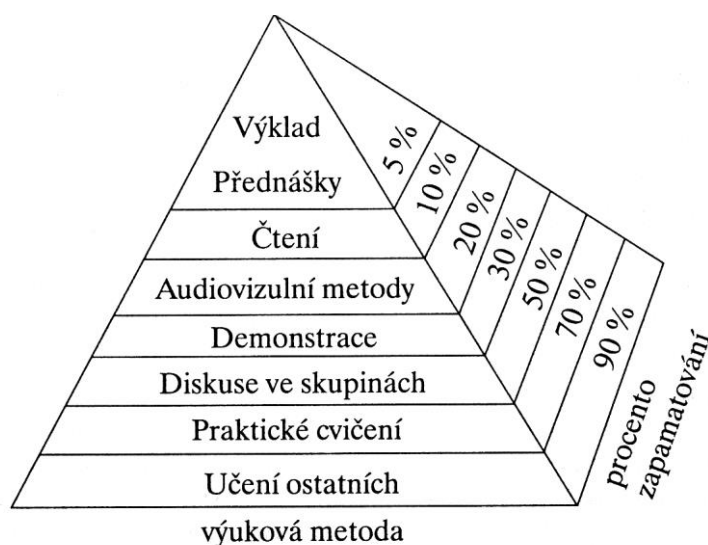 Výklad
Přednášky
5 %
Čtení
10 %
Audiovizulní metody
20 %
Demonstrace
30 %
Diskuse ve skupinách
50 %
Praktické cvičení
70 %
Učení ostatních
90 %
výuková metoda
procento
zapamatování